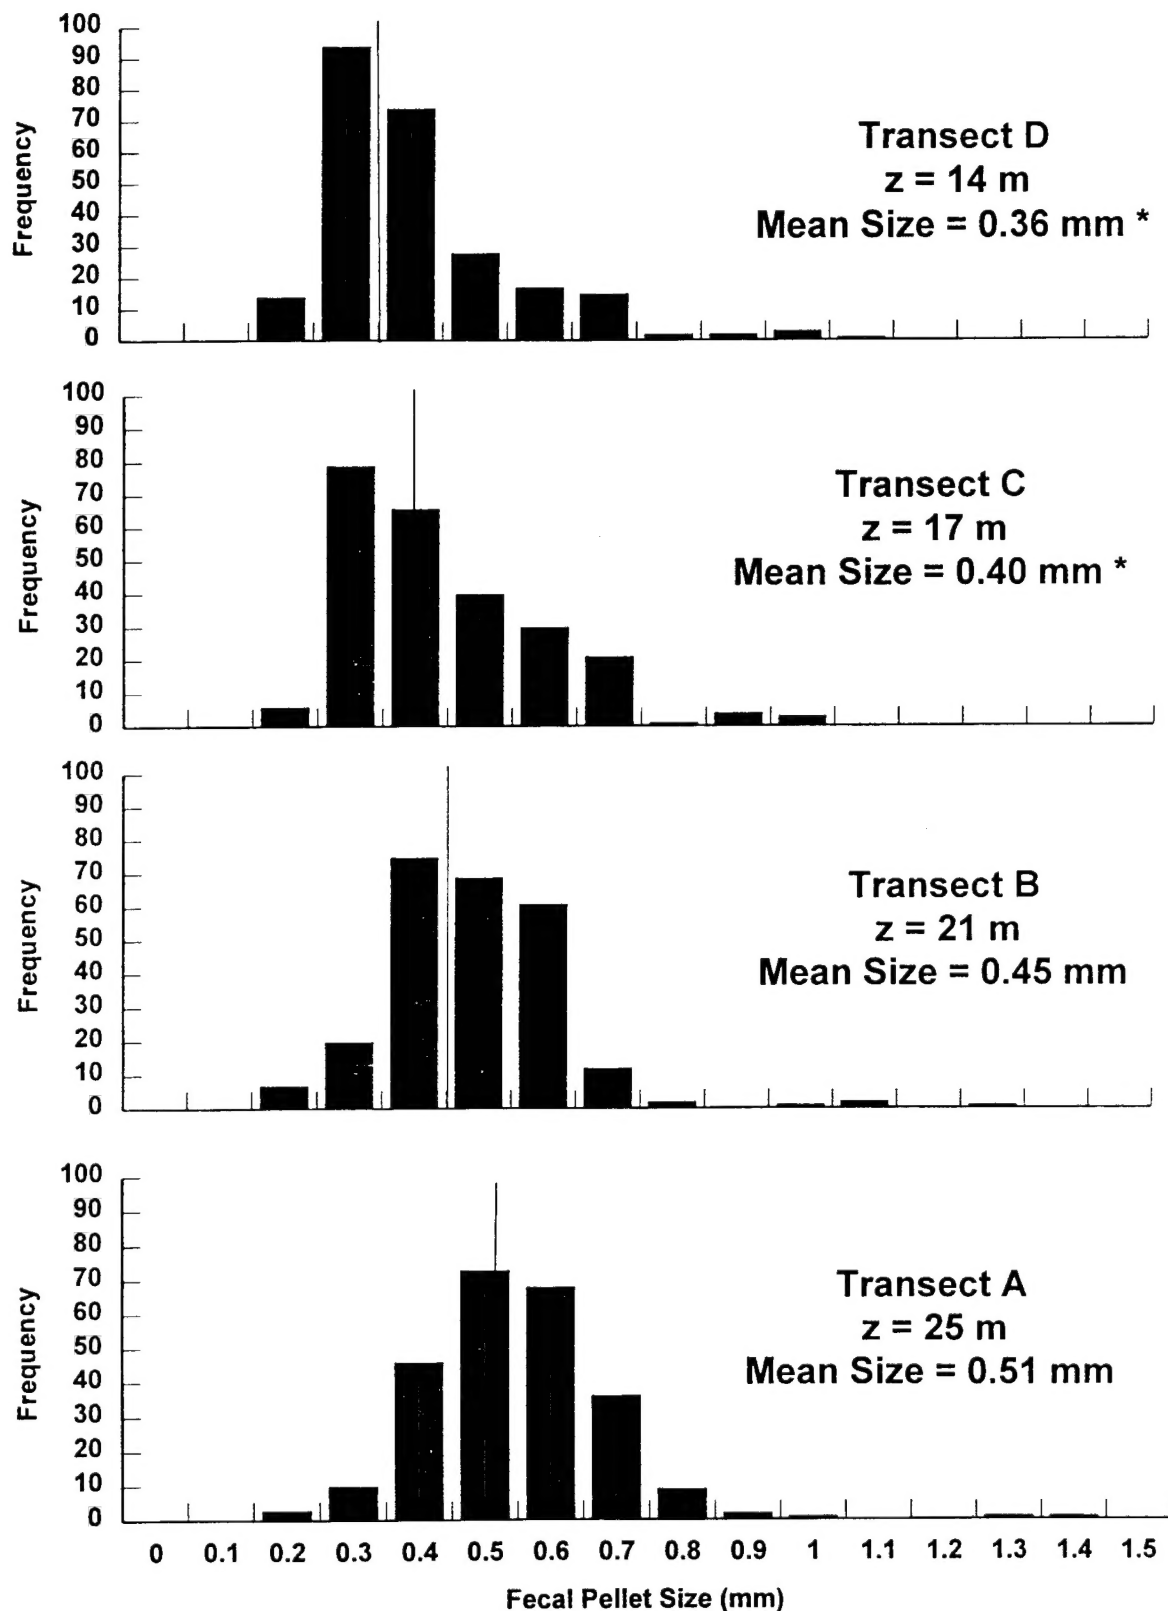 100
90
80
70
60
50
40
30
20
10
0
Frequency
Transect D
z = 14 m
Mean Size = 0.36 mm *
100
90
80
70
60
50
40
30
20
10
0
Frequency
Transect C
z = 17 m
Mean Size = 0.40 mm *
100
90
80
70
60
50
40
30
20
10
0
Frequency
Transect B
z = 21 m
Mean Size = 0.45 mm
100
90
80
70
60
50
40
30
20
10
0
Frequency
Transect A
z = 25 m
Mean Size = 0.51 mm
0 0.1 0.2 0.3 0.4 0.5 0.6 0.7 0.8 0.9 1 1.1 1.2 1.3 1.4 1.5
Fecal Pellet Size (mm)